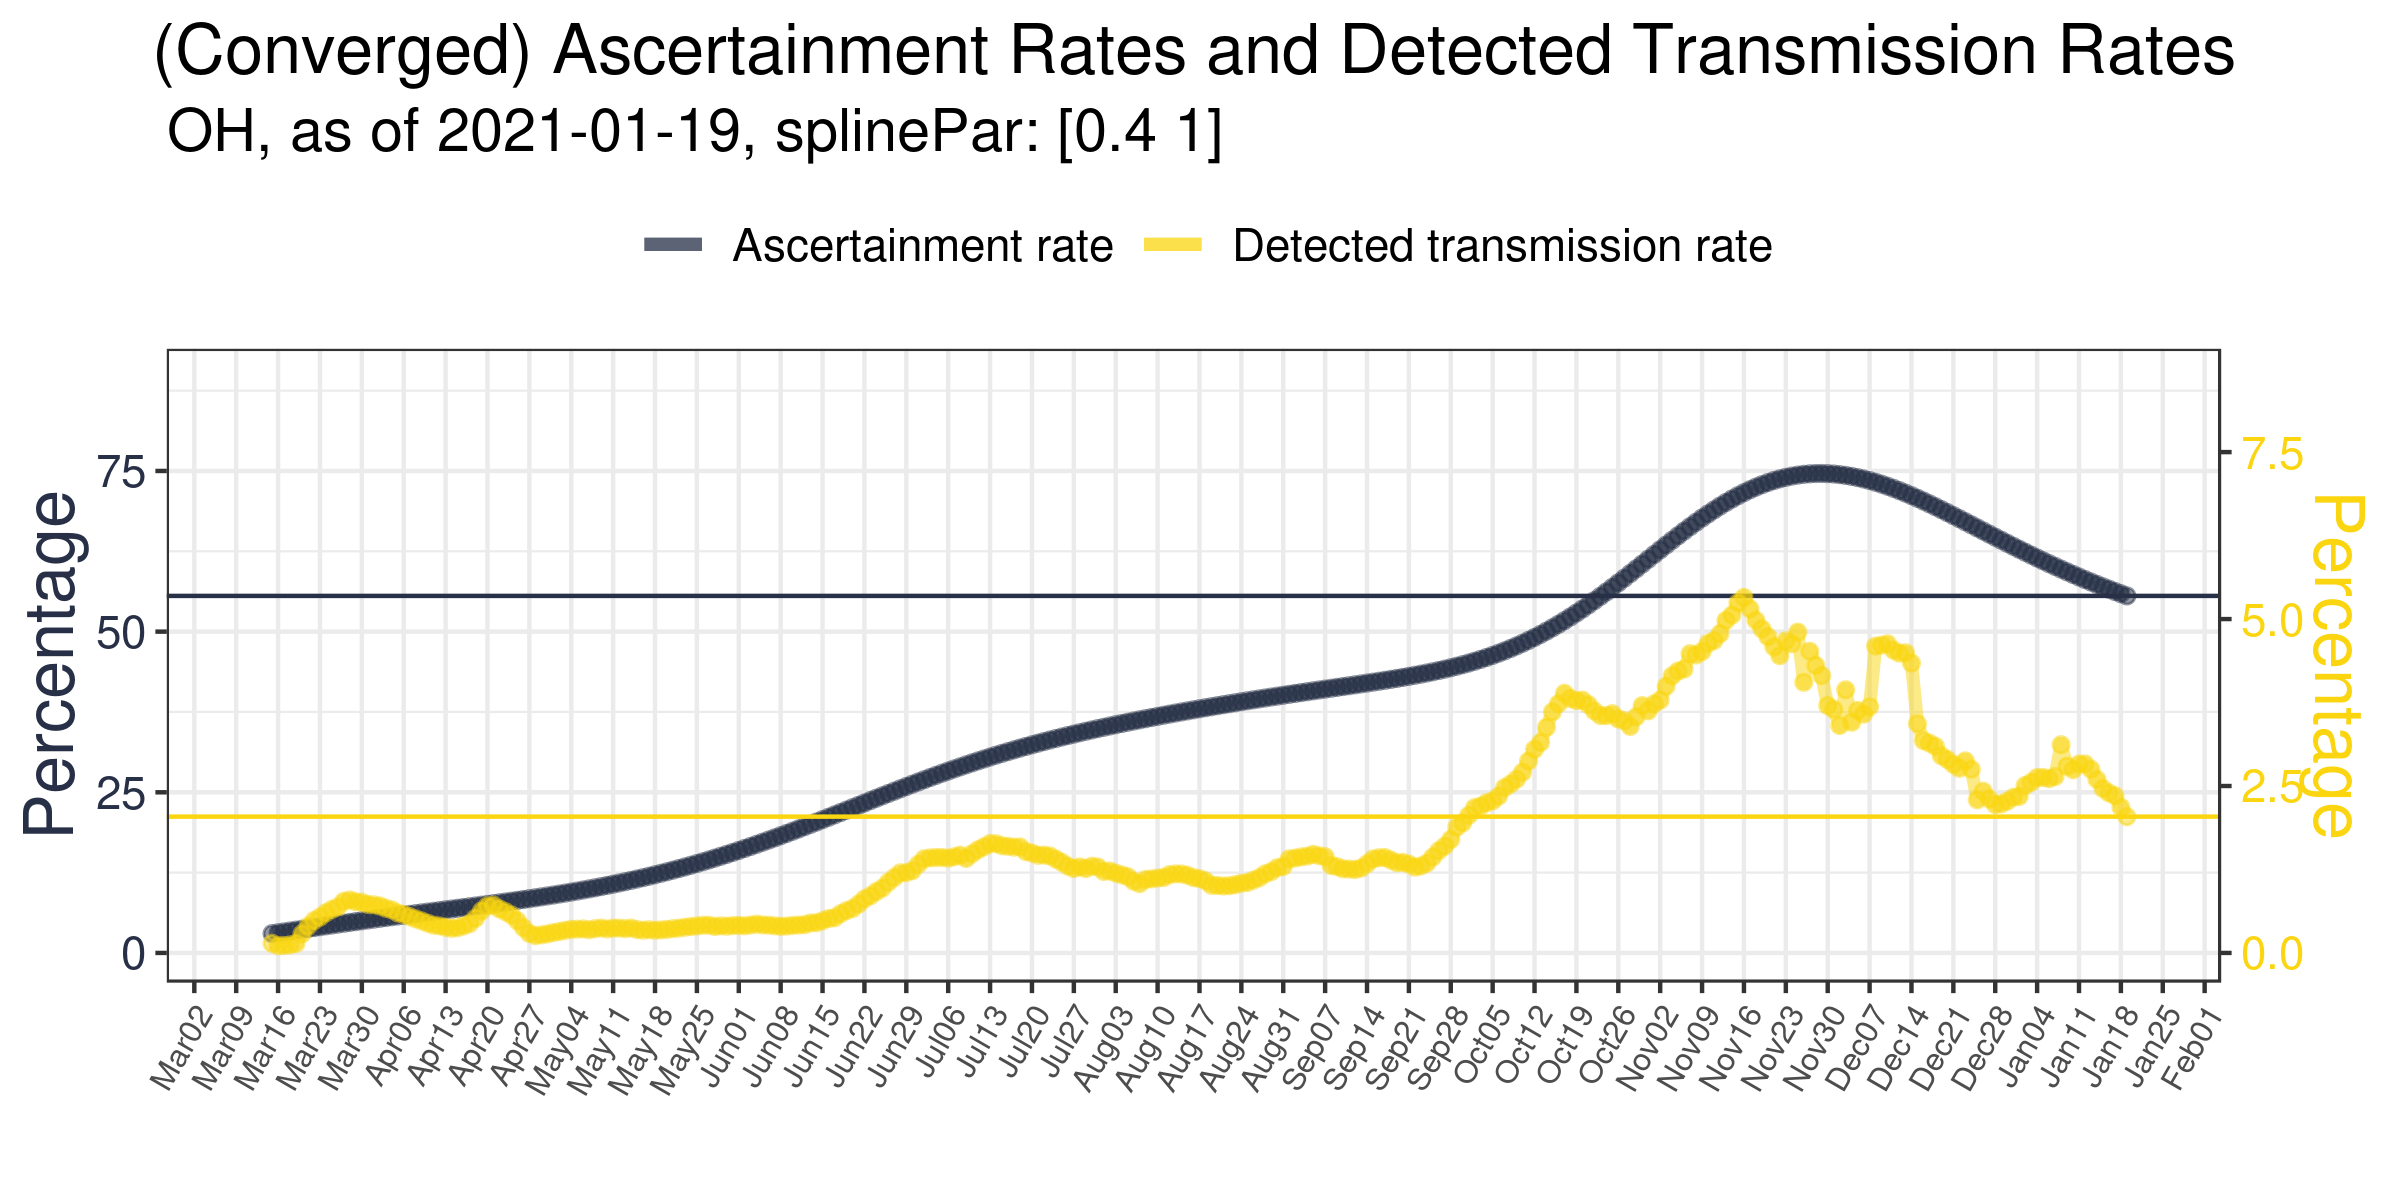 (Converged) Ascertainment Rates and Detected Transmission Rates
OH, as of 2021-01-19, splinePar: [0.4 1]
Ascertainment rate
Detected transmission rate
Percentage
75
50
25
0
7.5
5.0
2.5
0.0
Percentage
Mar02
Mar09
Mar16
Mar23
Mar30
Apr06
Apr13
Apr20
Apr27
May04
May11
May18
May25
Jun01
Jun08
Jun15
Jun22
Jun29
Jul06
Jul13
Jul20
Jul27
Aug03
Aug10
Aug17
Aug24
Aug31
Sep07
Sep14
Sep21
Sep28
Oct05
Oct12
Oct19
Oct26
Nov02
Nov09
Nov16
Nov23
Nov30
Dec07
Dec14
Dec21
Dec28
Jan04
Jan11
Jan18
Jan25
Feb01